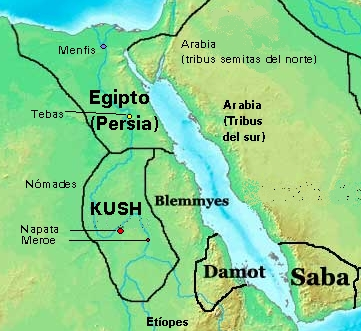 Menfis
Arabia
(tribus semitas del norte)
Egipto
(Persia)
Tebas
Arabia
(Tribus
del sur)
Nómades
KUSH
Blemmyes
Napata
Meroe
Damot
Saba
Etíopes